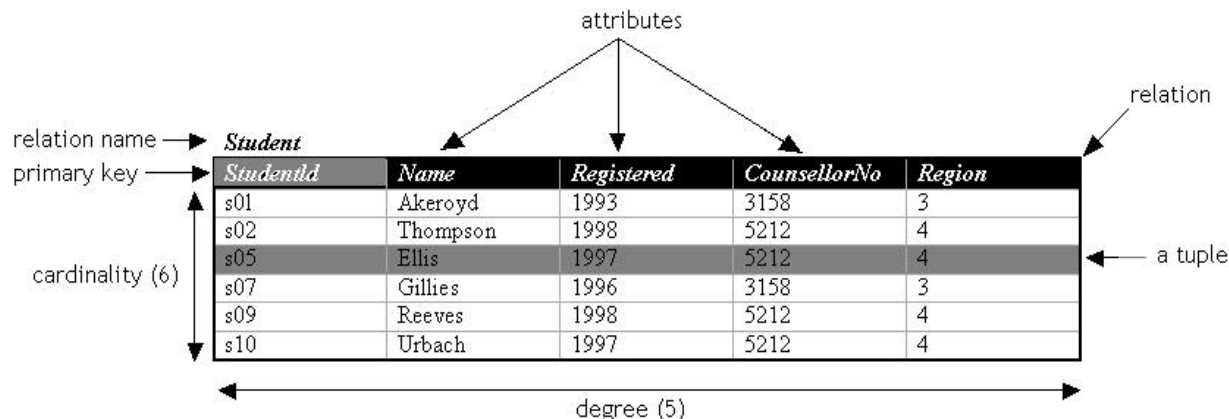 attributes
relation
relation name
Student
primary key
StudentId Name Registered CounsellorNo Region
s01 Akeroyd 1993 3158 3
s02 Thompson 1998 5212 4
s05 Ellis 1997 5212 4
a tuple
cardinality (6)
s07 Gillies 1996 3158 3
s09 Reeves 1998 5212 4
s10 Urbach 1997 5212 4
degree (5)